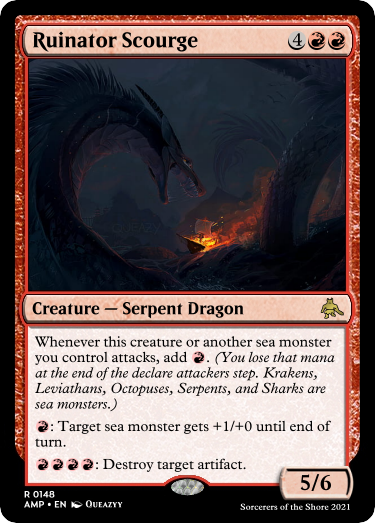 Ruinator Scourge 4
Creature — Serpent Dragon
Whenever this creature or another sea monster
you control attacks, add . (You lose that mana
at the end of the declare attackers step. Krakens,
Leviathans, Octopuses, Serpents, and Sharks are
sea monsters.)
: Target sea monster gets +1/+0 until end of
turn.
: Destroy target artifact.
5/6
R 0148
AMP • EN Queazyy
Sorcerers of the Shore 2021